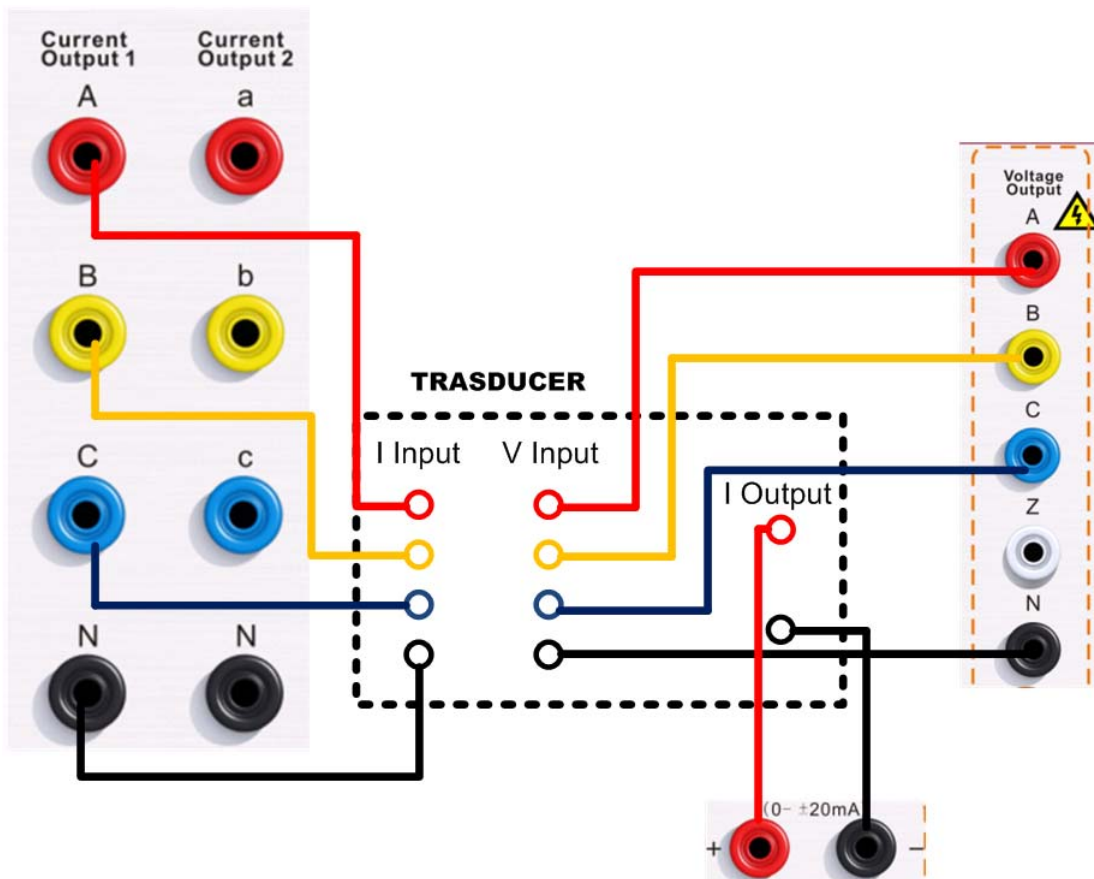 Current
Output 1
Current
Output 2
A
a
B
b
C
c
N
N
TRASDUCER
I Input
V Input
I Output
Voltage
Output
A
B
C
Z
N
(0- ±20mA)
+
-